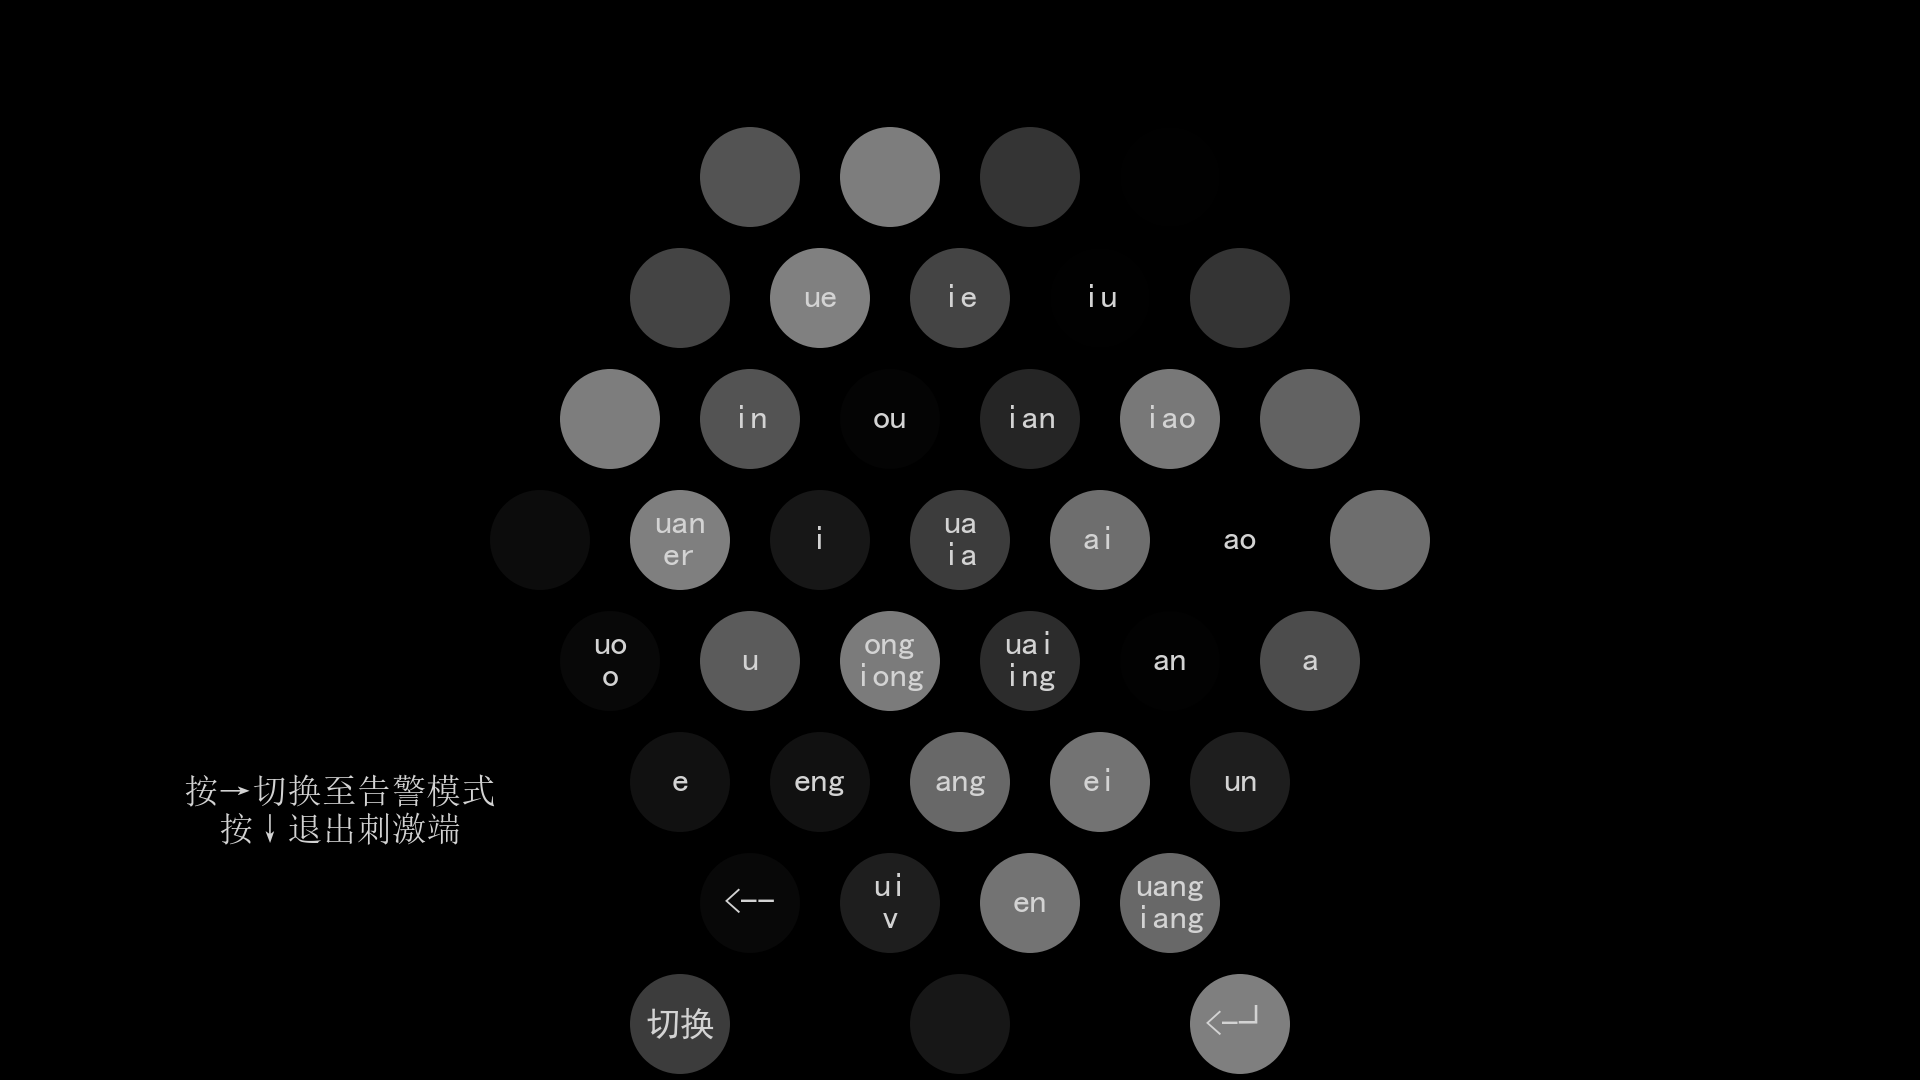 ue ie iu
in ou ian iao
uan
er
i
ua
ia
ai
ao
uo
o
u
ong
iong
uai
ing
an
a
e eng ang ei un
按→切换至告警模式
按↓退出刺激端
<--
ui
v
en
uang
iang
切换
<-┘